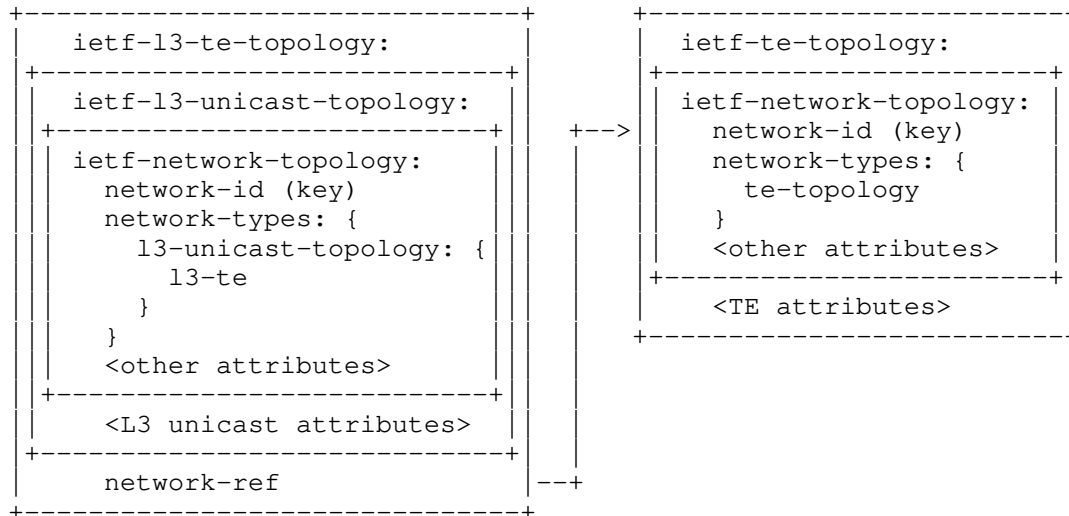 ietf-l3-te-topology:
ietf-l3-unicast-topology:
ietf-network-topology:
network-id (key)
network-types: {
l3-unicast-topology: {
l3-te
}
}
<other attributes>
<L3 unicast attributes>
network-ref
ietf-te-topology:
ietf-network-topology:
network-id (key)
network-types: {
te-topology
}
<other attributes>
<TE attributes>